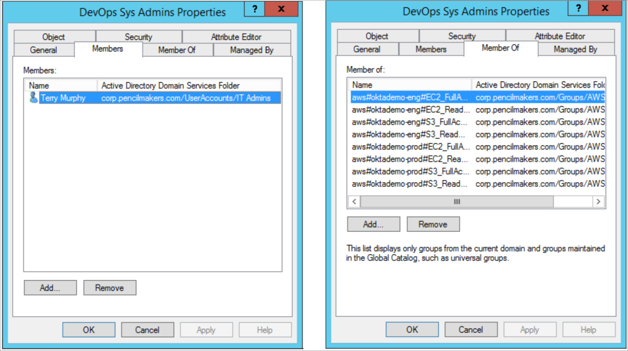 DevOps Sys Admins Properties
? x
Object Security Attribute Editor
General Members Member Of Managed By
Members:
Name Active Directory Domain Services Folder
Terry Murphy corp.pencilmakers.com/UserAccounts/IT Admins
Add... Remove
OK Cancel Apply Help
DevOps Sys Admins Properties
? x
Object Security Attribute Editor
General Members Member Of Managed By
Member of:
Name Active Directory Domain Services Fold
aws#oktademo-eng#EC2_FullA... corp.pencilmakers.com/Groups/AWS
aws#oktademo-eng#EC2_Read... corp.pencilmakers.com/Groups/AWS
aws#oktademo-eng#S3_FullAc... corp.pencilmakers.com/Groups/AWS
aws#oktademo-eng#S3_Read... corp.pencilmakers.com/Groups/AWS
aws#oktademo-prod#EC2_FullA... corp.pencilmakers.com/Groups/AWS
aws#oktademo-prod#EC2_Rea... corp.pencilmakers.com/Groups/AWS
aws#oktademo-prod#S3_FullAc... corp.pencilmakers.com/Groups/AWS
aws#oktademo-prod#S3_Read... corp.pencilmakers.com/Groups/AWS
Add... Remove
This list displays only groups from the current domain and groups maintained
in the Global Catalog, such as universal groups.
OK Cancel Apply Help